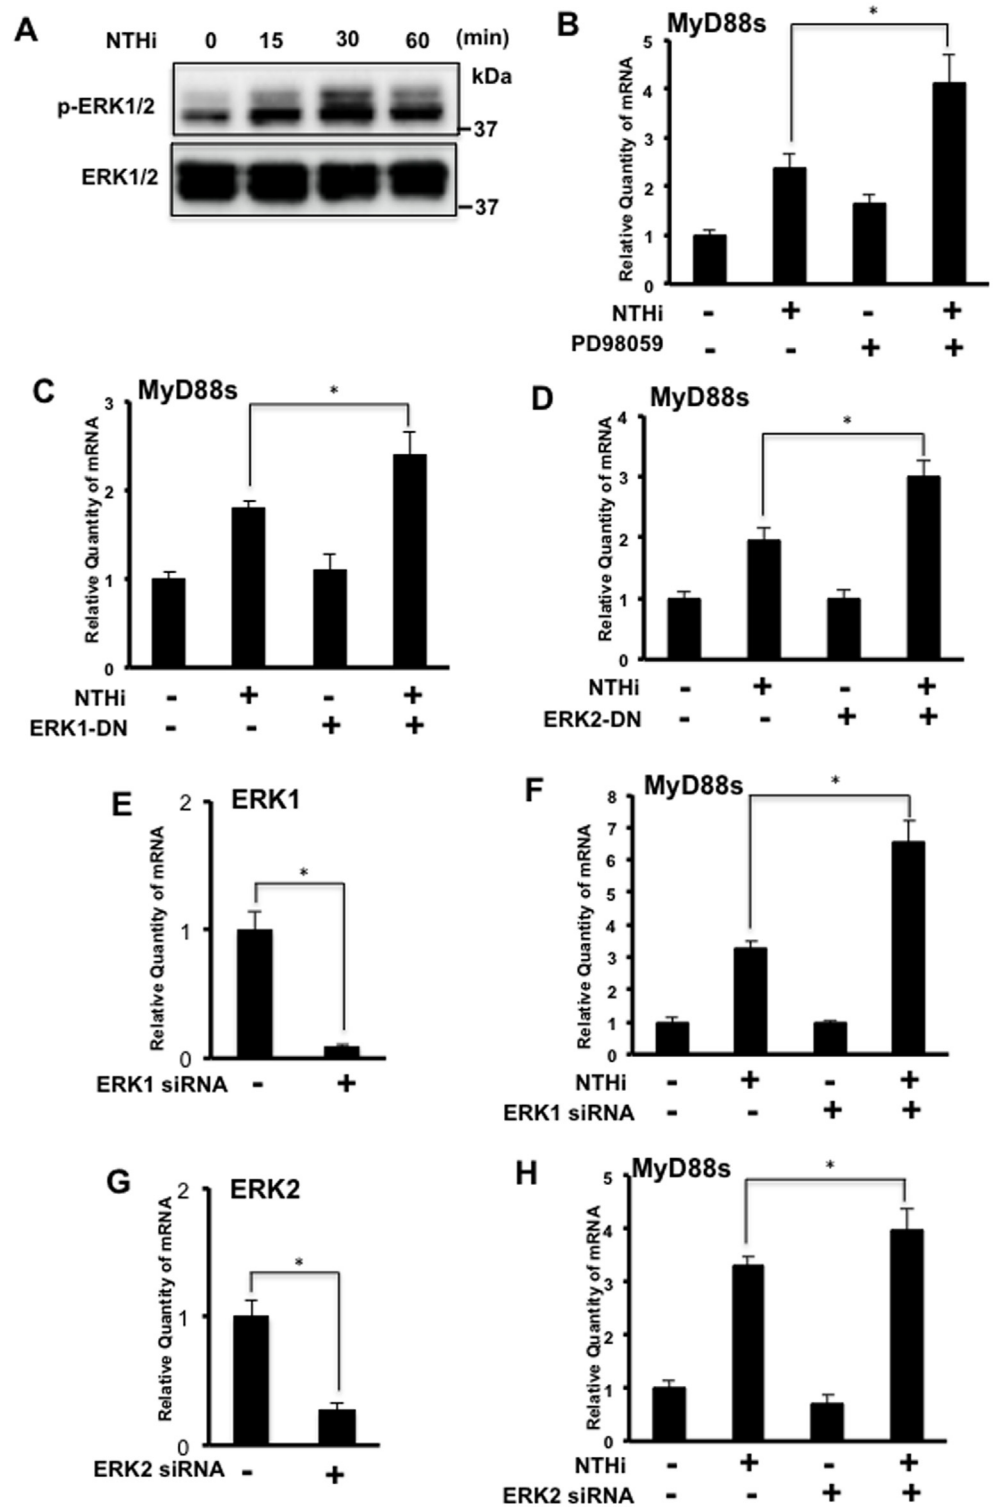 A
NTHi 0 15 30 60 (min)
kDa
p-ERK1/2
37
ERK1/2
37
B
MyD88s
*
Relative Quantity of mRNA
5
4
3
2
1
0
NTHi - + - +
PD98059 - - + +
C
MyD88s
*
Relative Quantity of mRNA
3
2
1
0
NTHi - + - +
ERK1-DN - - + +
D
MyD88s
*
Relative Quantity of mRNA
4
3
2
1
0
NTHi - + - +
ERK2-DN - - + +
E
ERK1
*
Relative Quantity of mRNA
2
1
0
ERK1 siRNA - +
F
MyD88s
*
Relative Quantity of mRNA
8
7
6
5
4
3
2
1
0
NTHi - + - +
ERK1 siRNA - - + +
G
ERK2
*
Relative Quantity of mRNA
2
1
0
ERK2 siRNA - +
H
MyD88s
*
Relative Quantity of mRNA
5
4
3
2
1
0
NTHi - + - +
ERK2 siRNA - - + +